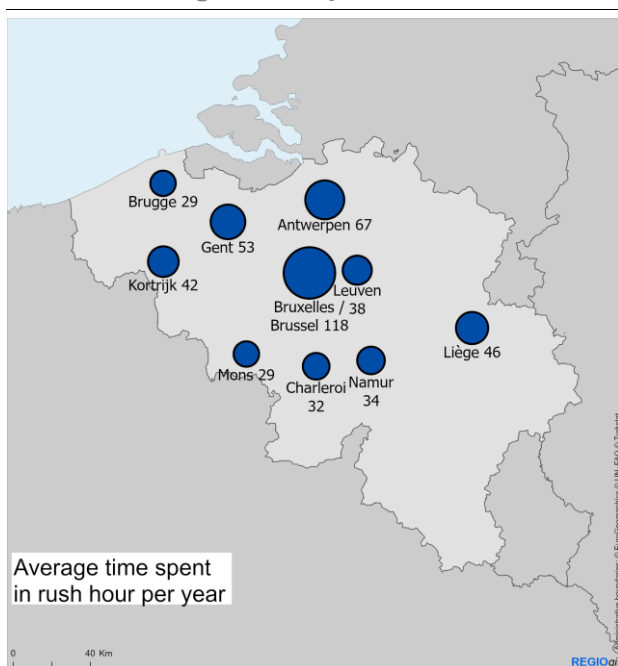 Brugge 29
Antwerpen 67
Gent 53
Kortrijk 42
Leuven
38
Bruxelles /
Brussel 118
Liège 46
Mons 29
Charleroi
32
Namur
34
Average time spent
in rush hour per year
0 40 Km